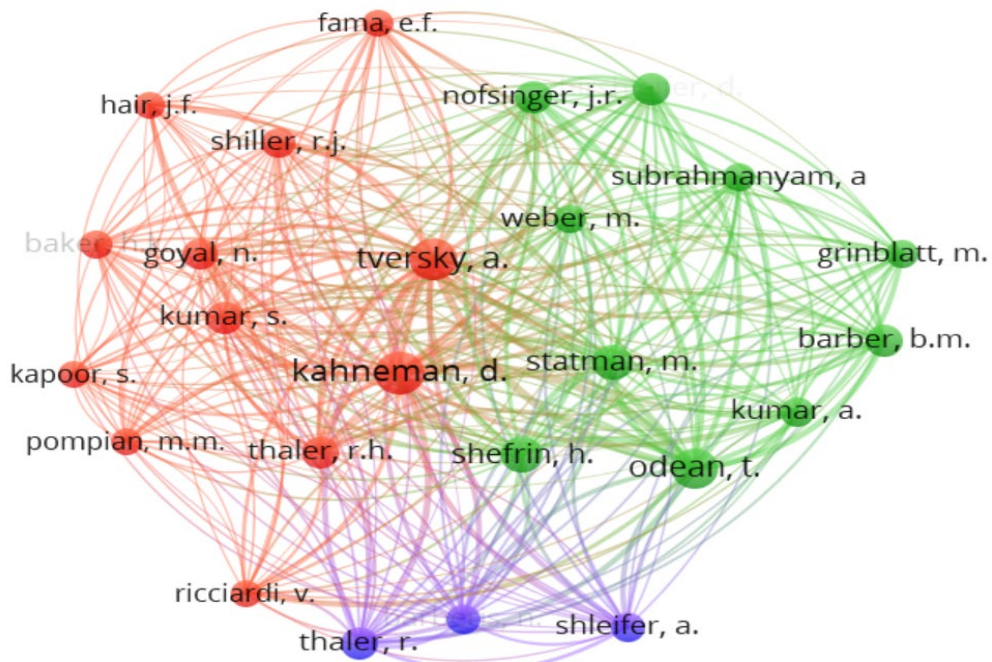 fama, e.f.
nofsinger, j.r.
hair, j.f.
shiller, r.j.
subrahmanyam, a
weber, m.
goyal, n.
tversky, a.
grinblatt, m.
kumar, s.
barber, b.m.
statman, m.
kahneman, d.
kapoor, s.
kumar, a.
pompian, m.m.
thaler, r.h.
shefrin, h.
odean, t.
ricciardi, v.
shleifer, a.
thaler, r.